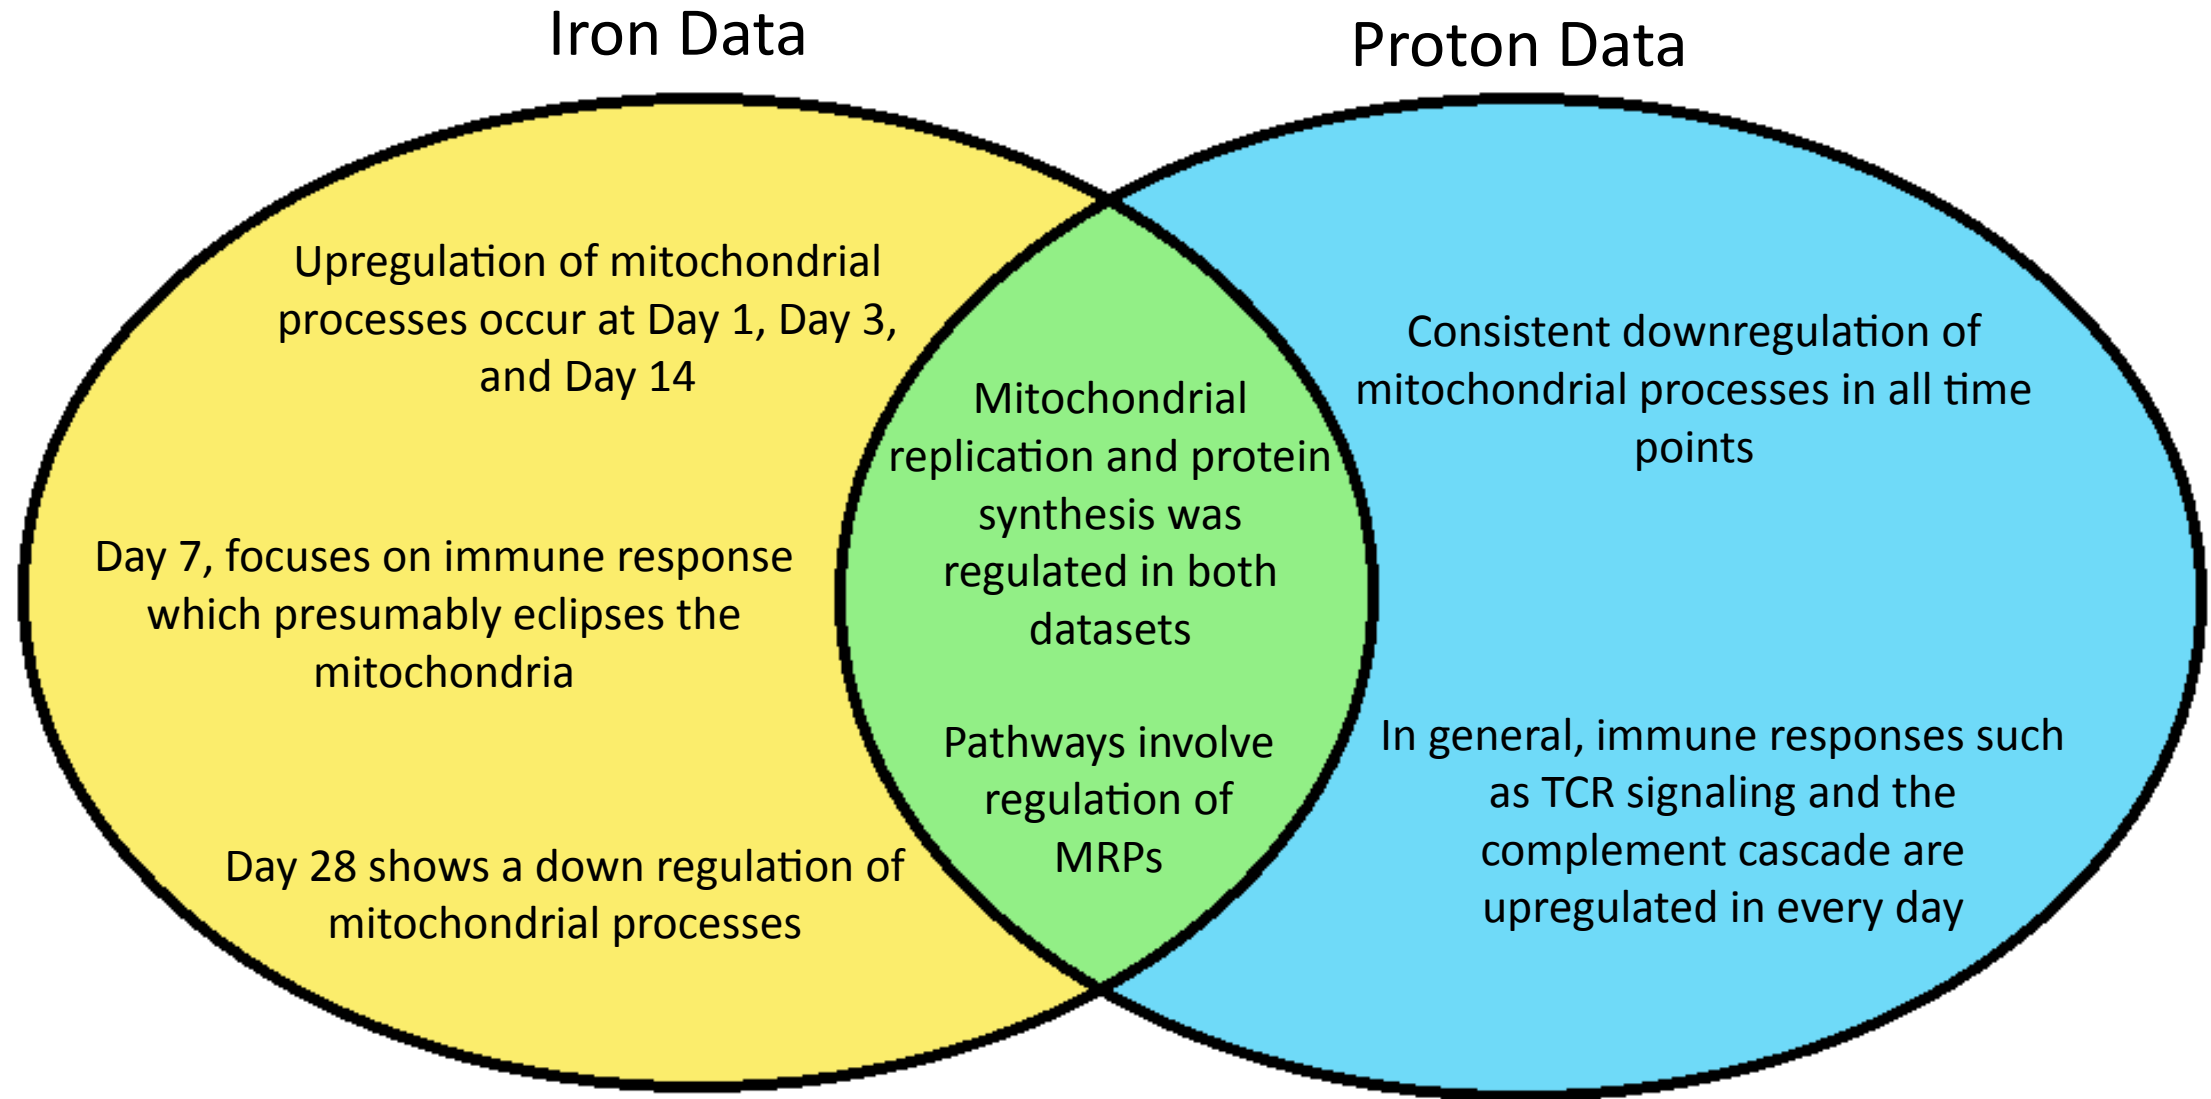 Iron Data
Proton Data
Upregulation of mitochondrial
processes occur at Day 1, Day 3,
and Day 14
Day 7, focuses on immune response
which presumably eclipses the
mitochondria
Day 28 shows a down regulation of
mitochondrial processes
Mitochondrial
replication and protein
synthesis was
regulated in both
datasets
Pathways involve
regulation of
MRPs
Consistent downregulation of
mitochondrial processes in all time
points
In general, immune responses such
as TCR signaling and the
complement cascade are
upregulated in every day